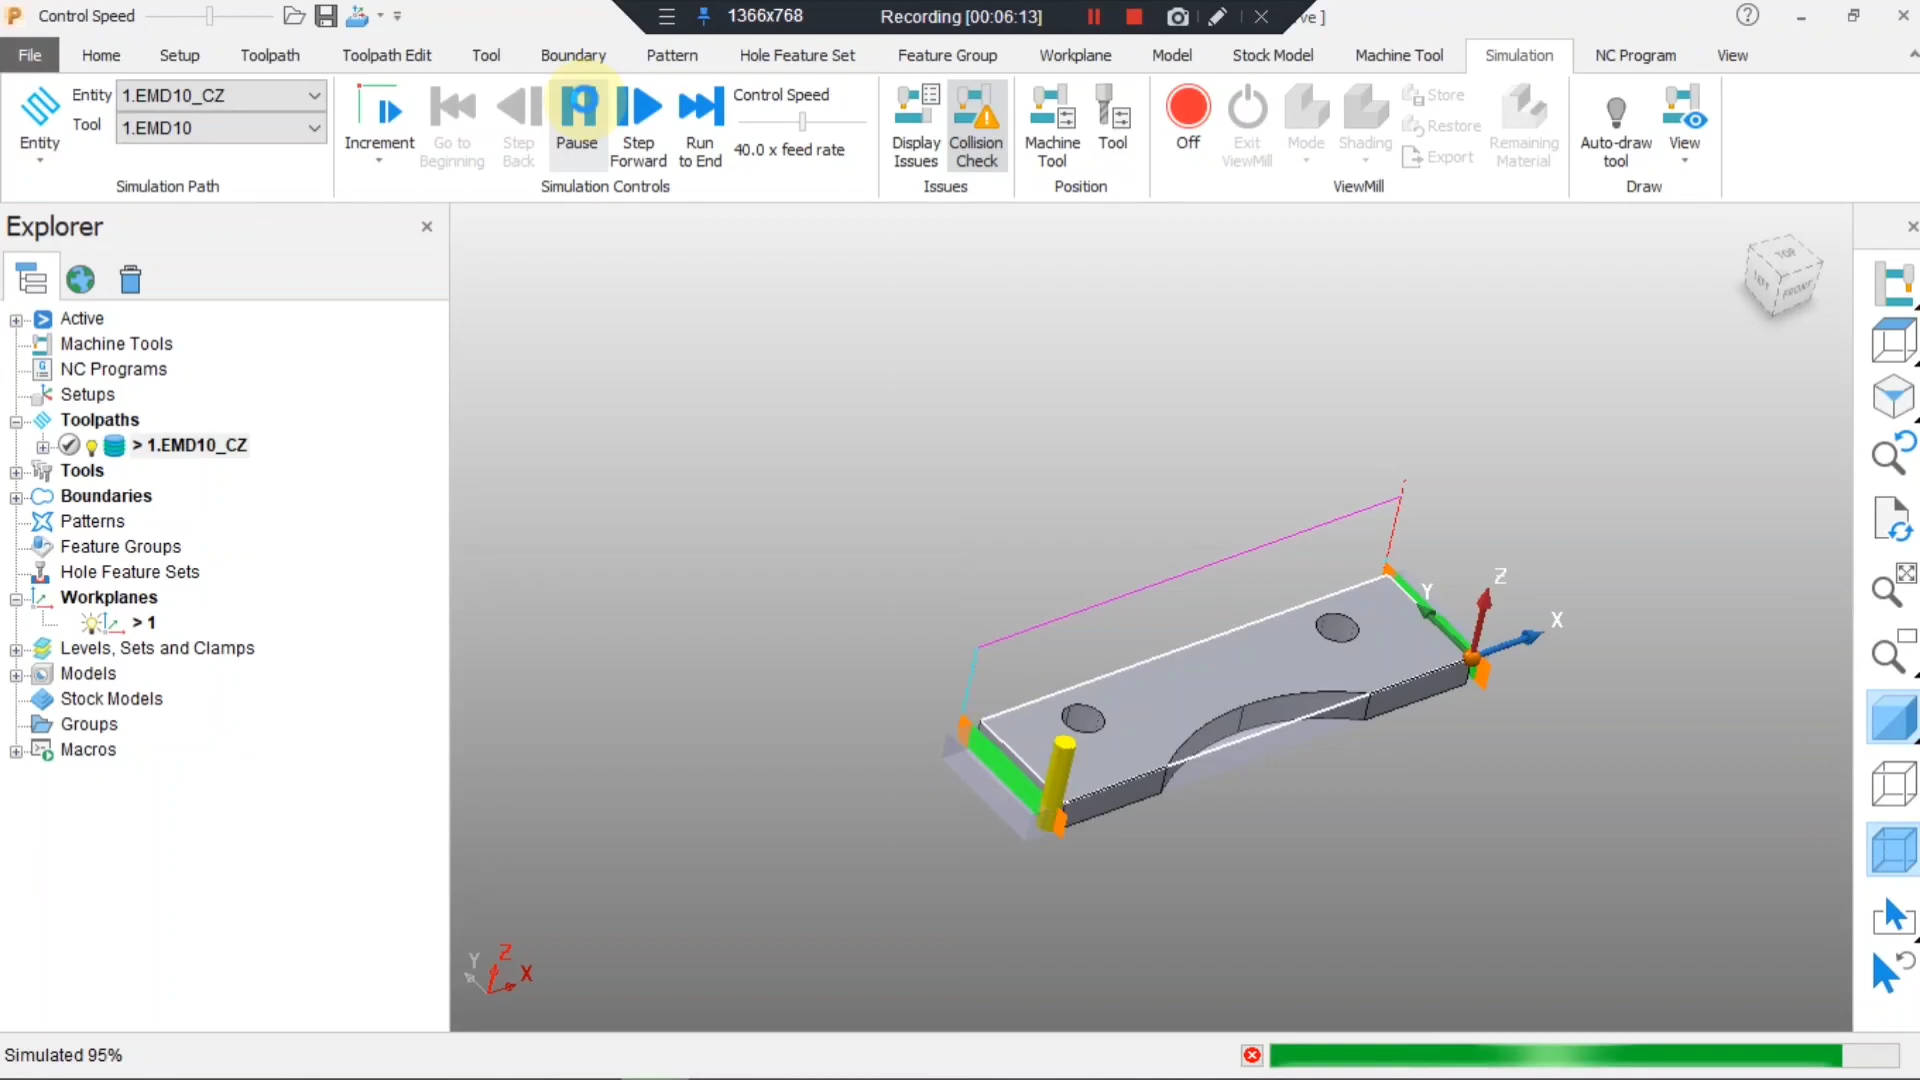 Control Speed
1366x768
Recording [00:06:13]
ve ]
File
Home
Setup
Toolpath
Toolpath Edit
Tool
Boundary
Pattern
Hole Feature Set
Feature Group
Workplane
Model
Stock Model
Machine Tool
Simulation
NC Program
View
Entity 1.EMD10_CZ
Tool 1.EMD10
Entity
Simulation Path
Increment
Go to Beginning
Step Back
Pause
Step Forward
Run to End
Control Speed
40.0 x feed rate
Simulation Controls
Display Issues
Collision Check
Issues
Machine Tool
Tool
Position
Off
Exit ViewMill
Mode
Shading
Store
Restore
Export
Remaining Material
ViewMill
Auto-draw tool
View
Draw
Explorer
Active
Machine Tools
NC Programs
Setups
Toolpaths
> 1.EMD10_CZ
Tools
Boundaries
Patterns
Feature Groups
Hole Feature Sets
Workplanes
> 1
Levels, Sets and Clamps
Models
Stock Models
Groups
Macros
TOP
FRONT
Y
Z
X
Y
Z
X
Simulated 95%